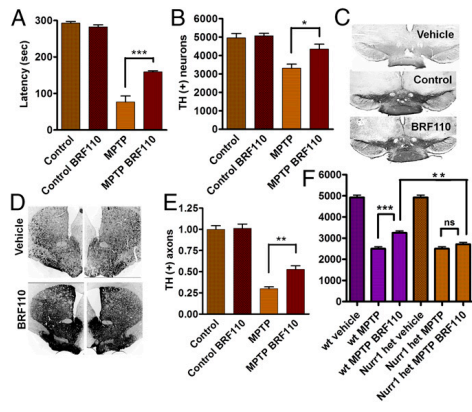 A
Latency (sec)
300
200
100
0
***
Control
Control BRF110
MPTP
MPTP BRF110
B
TH (+) neurons
6000
5000
4000
3000
2000
1000
0
*
Control
Control BRF110
MPTP
MPTP BRF110
C
Vehicle
Control
BRF110
D
Vehicle
BRF110
E
TH (+) axons
1.00
0.75
0.50
0.25
0.00
**
Control
Control BRF110
MPTP
MPTP BRF110
F
6000
5000
4000
3000
2000
1000
0
***
**
ns
wt vehicle
wt MPTP
wt MPTP BRF110
Nurr1 het vehicle
Nurr1 het MPTP
Nurr1 het MPTP BRF110